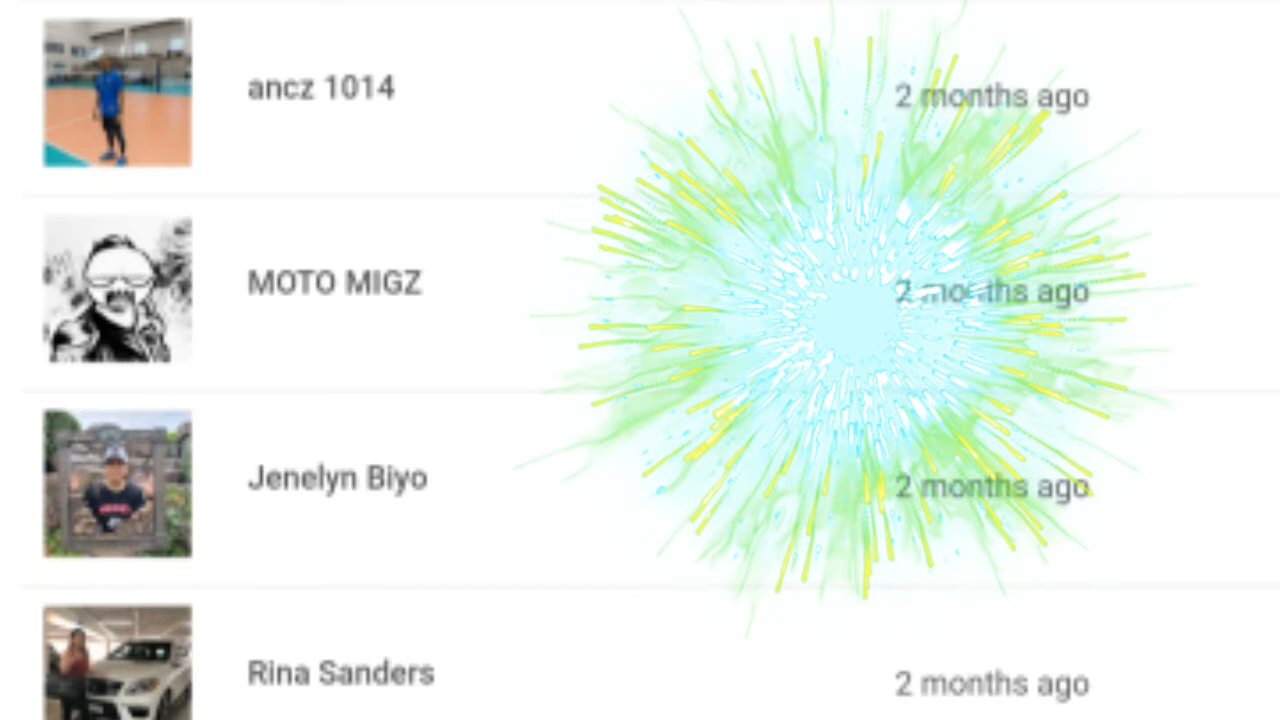 ancz 1014
2 months ago
MOTO MIGZ
2 months ago
Jenelyn Biyo
2 months ago
Rina Sanders
2 months ago